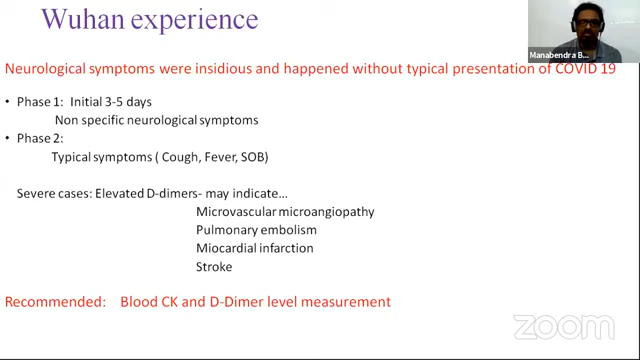 Wuhan experience
Manabendra B...
Neurological symptoms were insidious and happened without typical presentation of COVID 19
• Phase 1: Initial 3-5 days
Non specific neurological symptoms
• Phase 2:
Typical symptoms ( Cough, Fever, SOB)
Severe cases: Elevated D-dimers- may indicate...
Microvascular microangiopathy
Pulmonary embolism
Miocardial infarction
Stroke
Recommended: Blood CK and D-Dimer level measurement
zoom